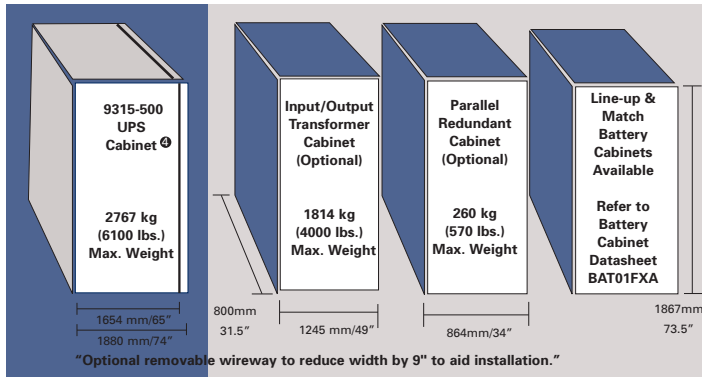 9315-500
UPS
Cabinet ❹
2767 kg
(6100 lbs.)
Max. Weight
1654 mm/65"
1880 mm/74"
Input/Output
Transformer
Cabinet
(Optional)
1814 kg
(4000 lbs.)
Max. Weight
800mm
31.5"
1245 mm/49"
Parallel
Redundant
Cabinet
(Optional)
260 kg
(570 lbs.)
Max. Weight
864mm/34"
Line-up &
Match
Battery
Cabinets
Available
Refer to
Battery
Cabinet
Datasheet
BAT01FXA
1867mm
73.5"
"Optional removable wireway to reduce width by 9" to aid installation."